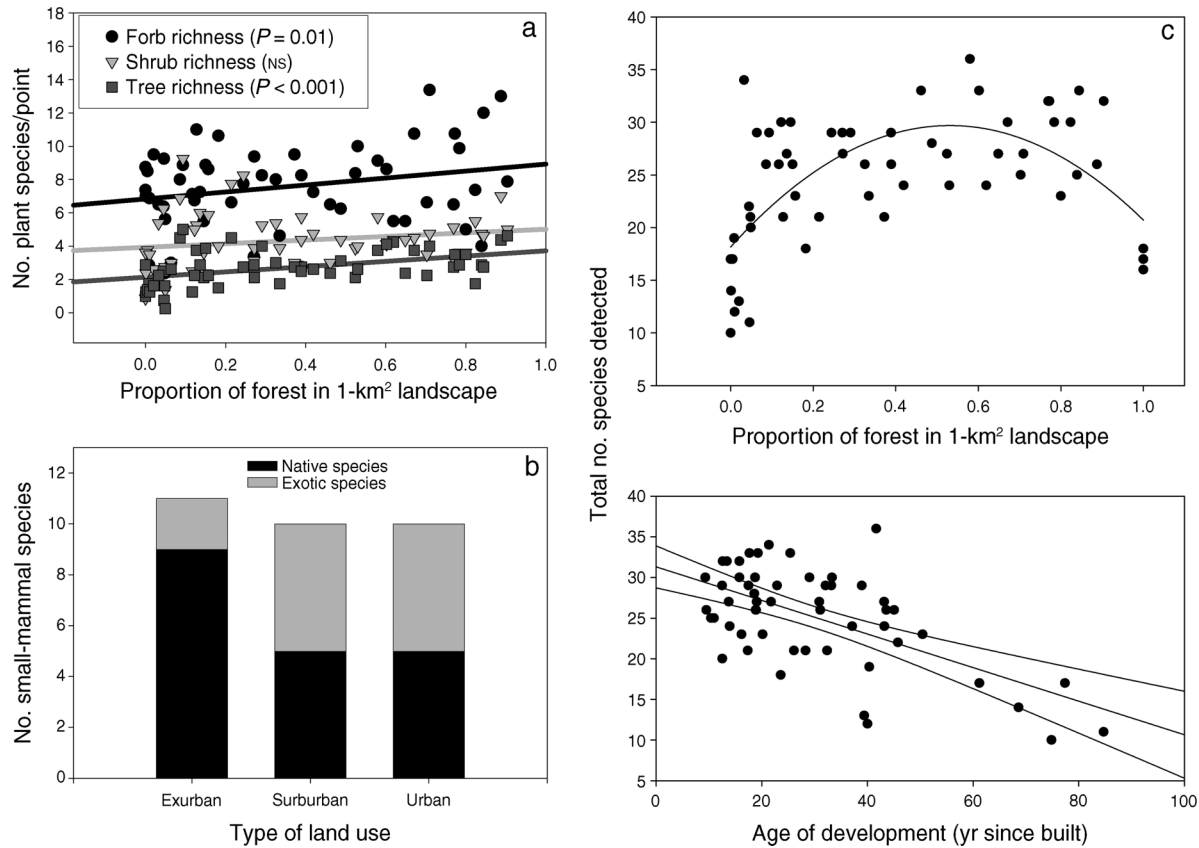 a
Forb richness (P = 0.01)
Shrub richness (NS)
Tree richness (P < 0.001)
No. plant species/point
18
16
14
12
10
8
6
4
2
0
0.0 0.2 0.4 0.6 0.8 1.0
Proportion of forest in 1-km² landscape
b
Native species
Exotic species
No. small-mammal species
12
10
8
6
4
2
0
Exurban Surburban Urban
Type of land use
c
Total no. species detected
40
35
30
25
20
15
10
5
0.0 0.2 0.4 0.6 0.8 1.0
Proportion of forest in 1-km² landscape
40
35
30
25
20
15
10
5
0 20 40 60 80 100
Age of development (yr since built)